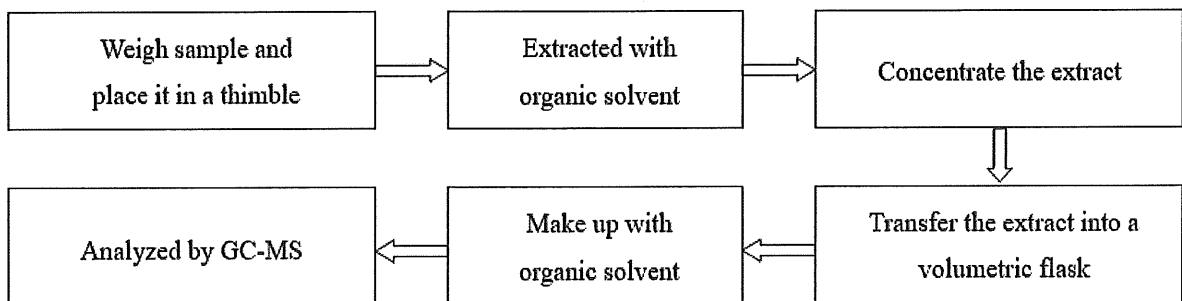 Weigh sample and
place it in a thimble
Extracted with
organic solvent
Concentrate the extract
Transfer the extract into a
volumetric flask
Make up with
organic solvent
Analyzed by GC-MS